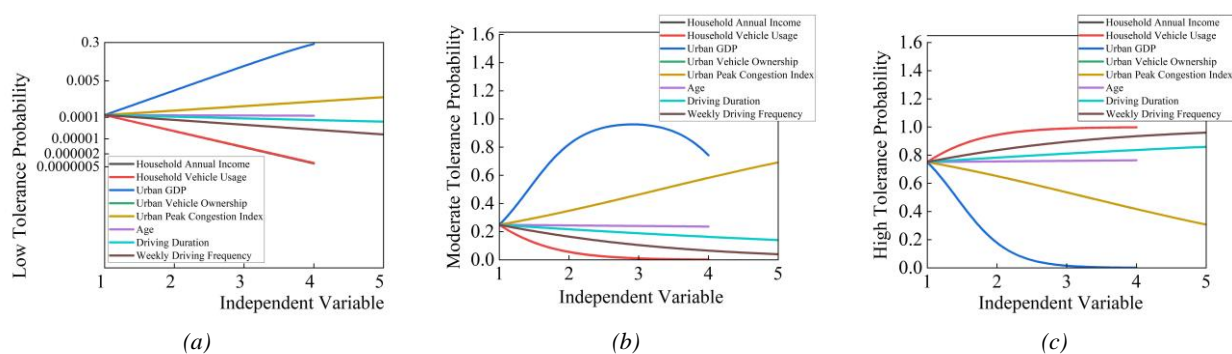 Low Tolerance Probability
0.3
0.005
0.0001
0.00001
0.000002
0.0000005
Household Annual Income
Household Vehicle Usage
Urban GDP
Urban Vehicle Ownership
Urban Peak Congestion Index
Age
Driving Duration
Weekly Driving Frequency
1 2 3 4 5
Independent Variable
(a)
Moderate Tolerance Probability
1.6
1.4
1.2
1.0
0.8
0.6
0.4
0.2
0.0
Household Annual Income
Household Vehicle Usage
Urban GDP
Urban Vehicle Ownership
Urban Peak Congestion Index
Age
Driving Duration
Weekly Driving Frequency
1 2 3 4 5
Independent Variable
(b)
High Tolerance Probability
1.6
1.4
1.2
1.0
0.8
0.6
0.4
0.2
0.0
Household Annual Income
Household Vehicle Usage
Urban GDP
Urban Vehicle Ownership
Urban Peak Congestion Index
Age
Driving Duration
Weekly Driving Frequency
1 2 3 4 5
Independent Variable
(c)